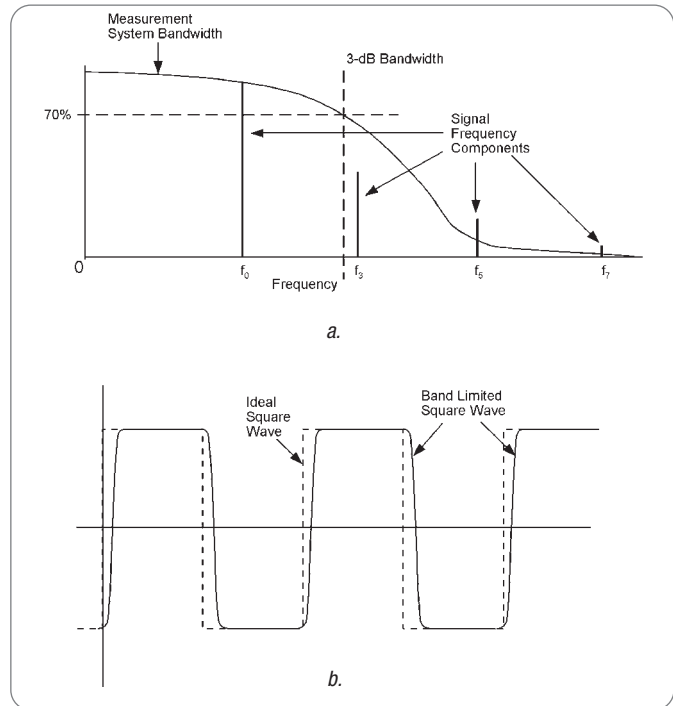 Measurement
System Bandwidth
3-dB Bandwidth
70%
Signal
Frequency
Components
0
f₀
f₃
f₅
f₇
Frequency
a.
Ideal
Square
Wave
Band Limited
Square Wave
b.